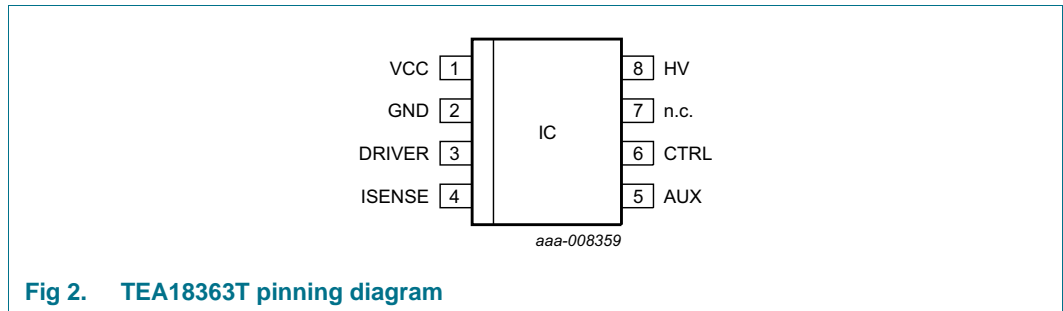 VCC 1 8 HV
GND 2 7 n.c.
IC
DRIVER 3 6 CTRL
ISENSE 4 5 AUX
aaa-008359
Fig 2. TEA18363T pinning diagram